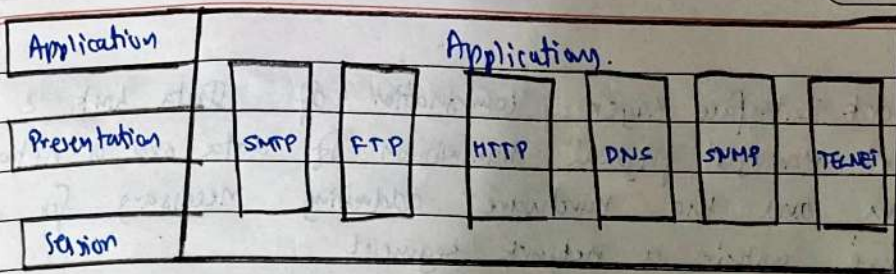 Application
Applications.
Presentation SMTP FTP HTTP DNS SNMP TELNET
Session